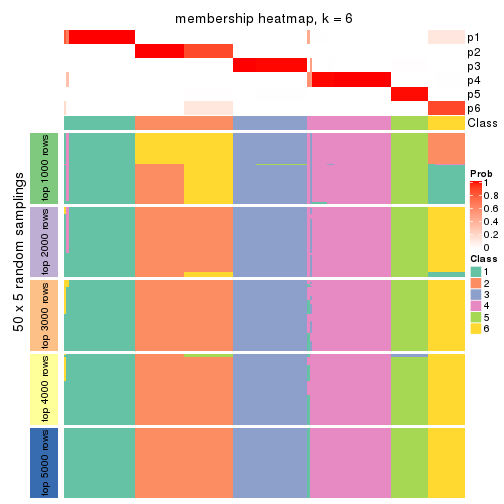 membership heatmap, k = 6
p1
p2
p3
p4
p5
p6
Class
50 x 5 random samplings
top 1000 rows
top 2000 rows
top 3000 rows
top 4000 rows
top 5000 rows
Prob
1
0.8
0.6
0.4
0.2
0
Class
1
2
3
4
5
6